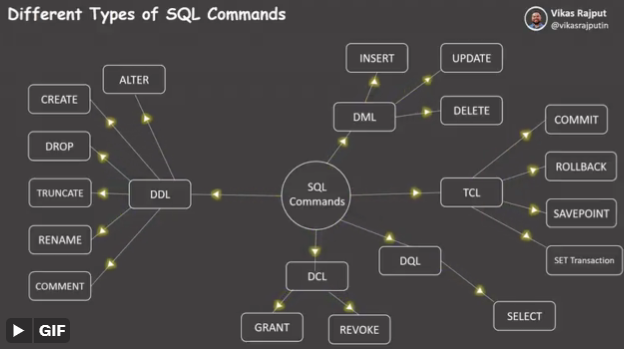 Different Types of SQL Commands
Vikas Rajput
@vikasrajputin
INSERT
UPDATE
ALTER
CREATE
DML
DELETE
COMMIT
DROP
ROLLBACK
TRUNCATE
DDL
SQL
Commands
TCL
SAVEPOINT
RENAME
DQL
SET Transaction
DCL
COMMENT
SELECT
GRANT
REVOKE
GIF